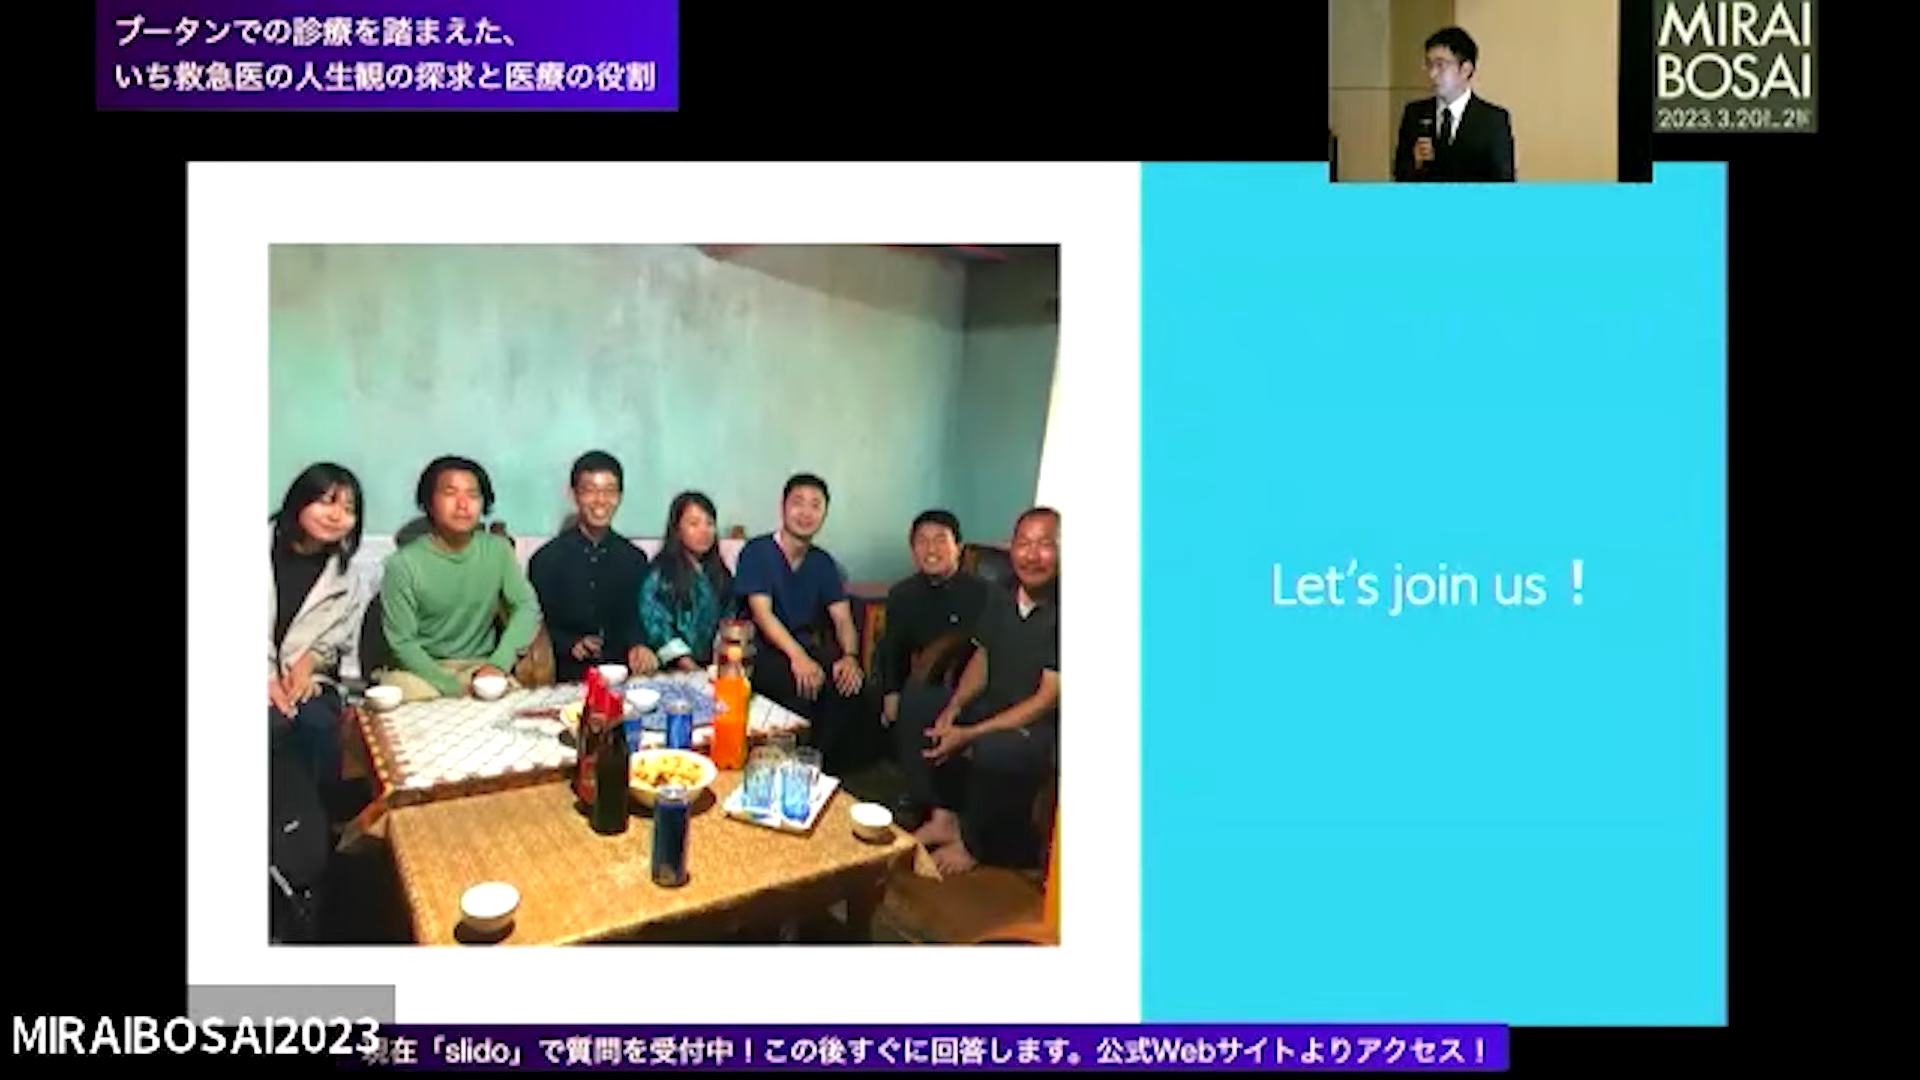 ブータンでの診療を踏まえた、
いち救急医の人生観の探求と医療の役割
MIRAI
BOSAI
Let's join us！
MIRAIBOSAI2023
現在「slido」で質問を受付中！この後すぐに回答します。公式Webサイトよりアクセス！